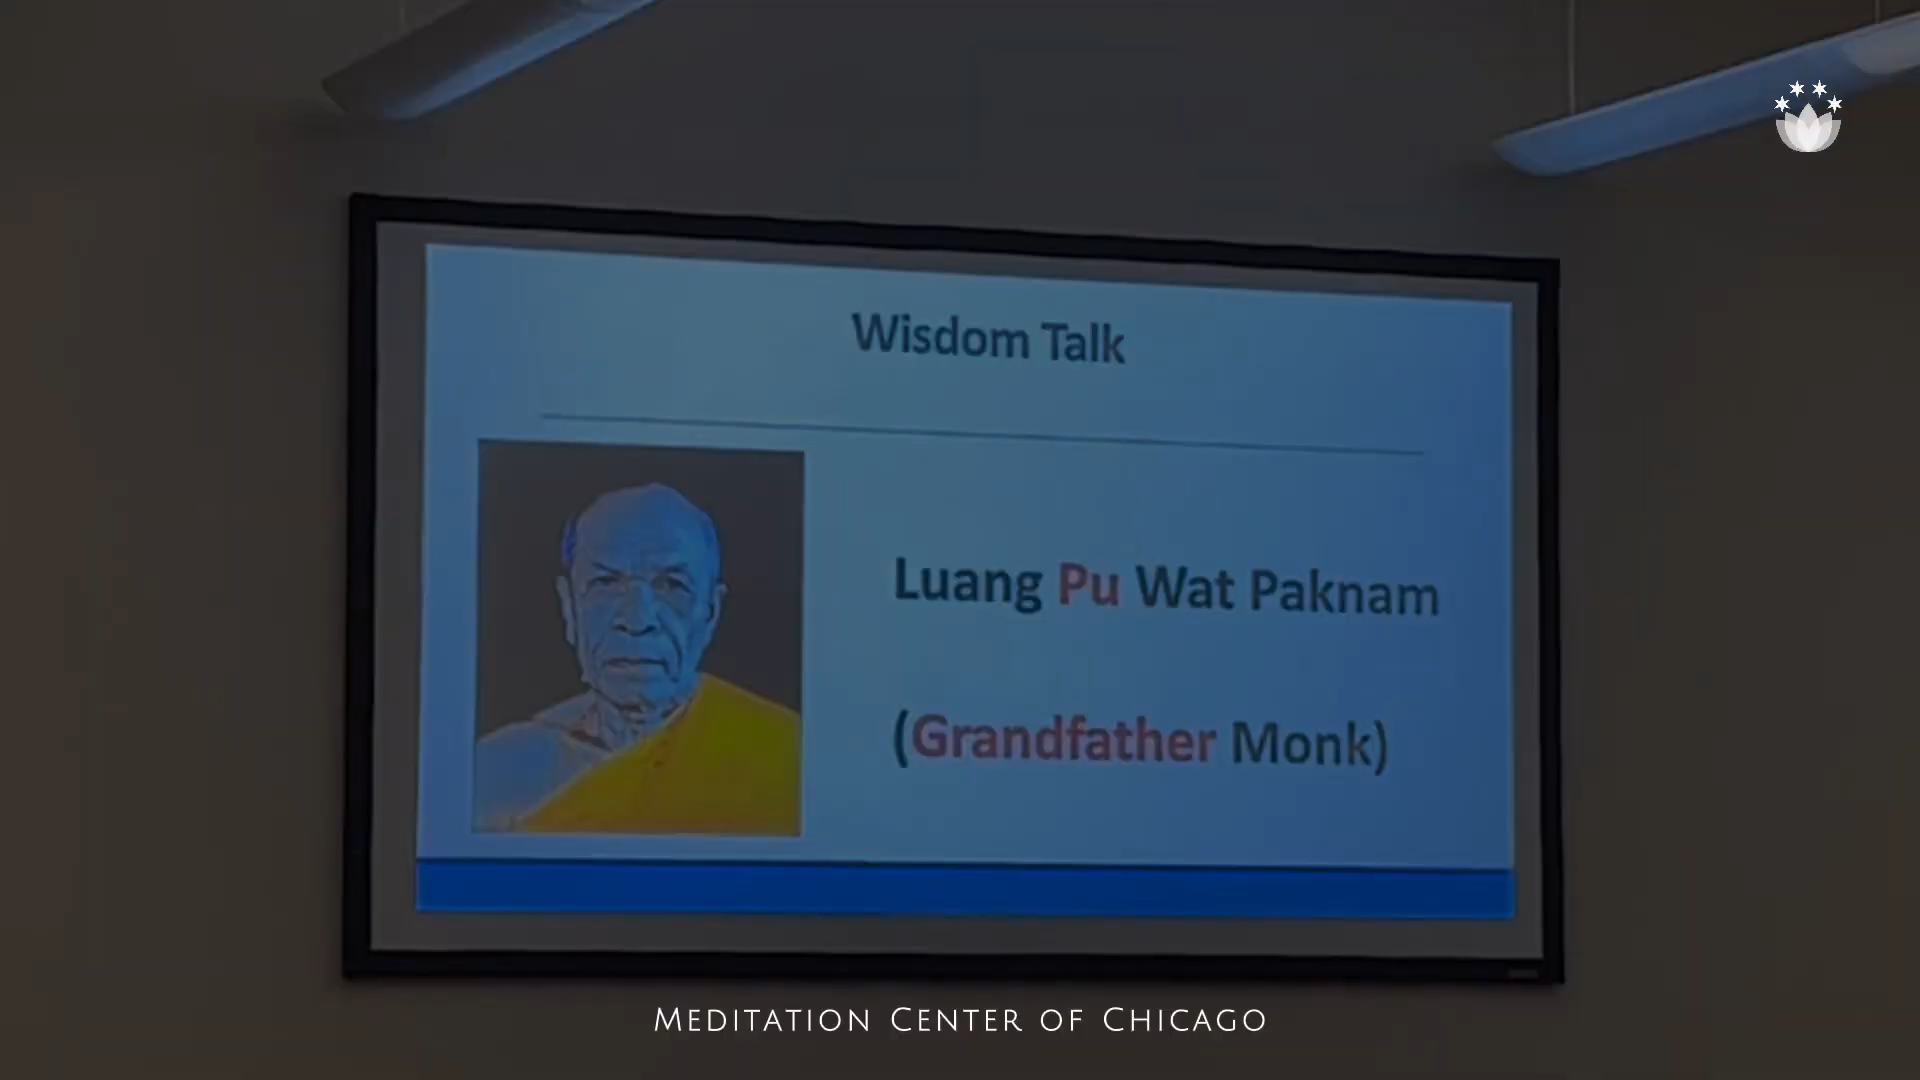 Wisdom Talk
Luang Pu Wat Paknam
(Grandfather Monk)
MEDITATION CENTER OF CHICAGO